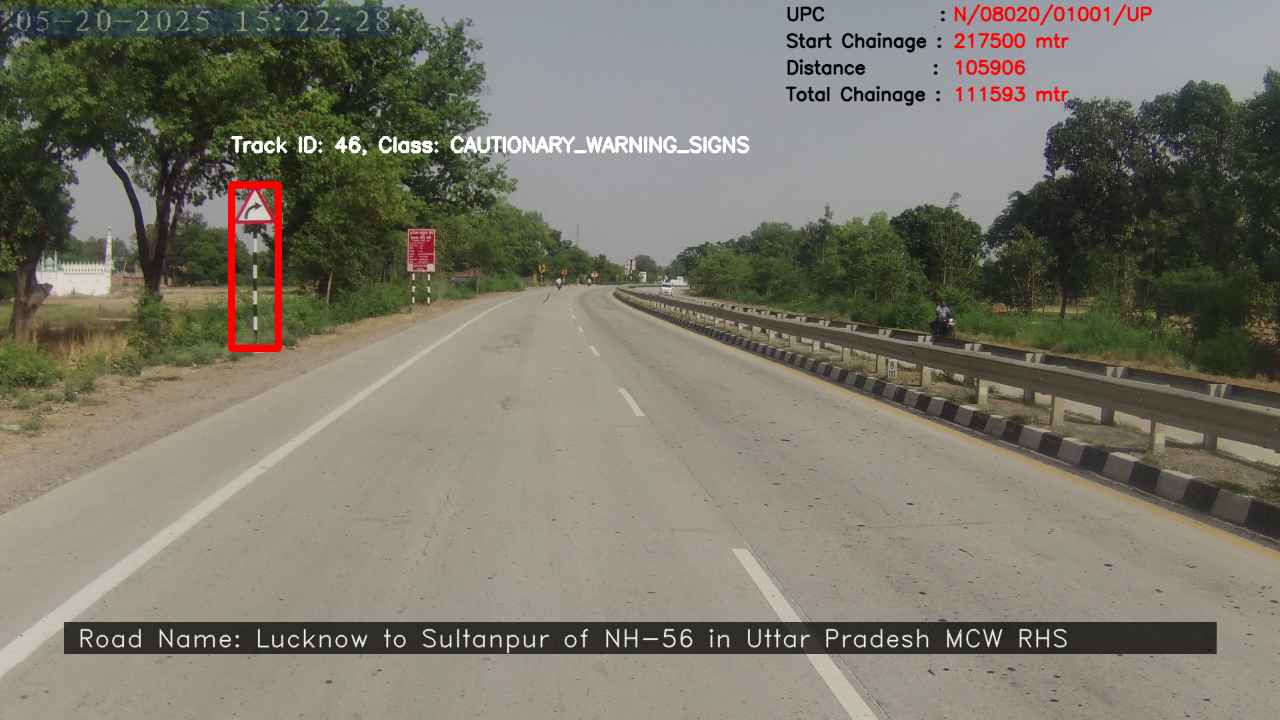 05-20-2025 15:22:28
UPC : N/08020/01001/UP
Start Chainage : 217500 mtr
Distance : 105906
Total Chainage : 111593 mtr
Track ID: 46, Class: CAUTIONARY_WARNING_SIGNS
Road Name: Lucknow to Sultanpur of NH-56 in Uttar Pradesh MCW RHS